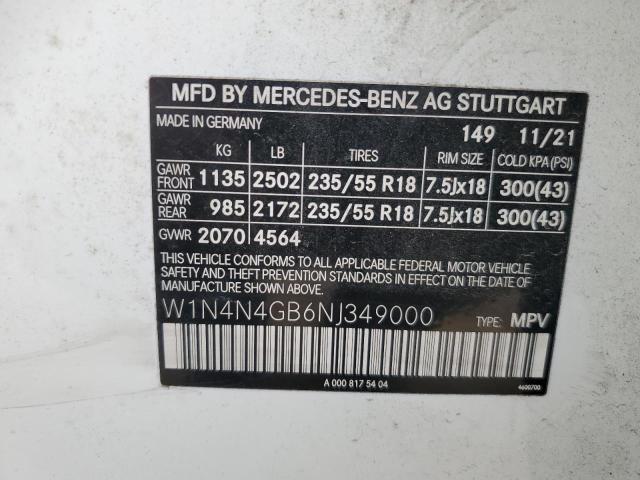 MFD BY MERCEDES-BENZ AG STUTTGART
MADE IN GERMANY 149 11/21
KG LB TIRES RIM SIZE COLD KPA (PSI)
GAWR FRONT 1135 2502 235/55 R18 7.5Jx18 300(43)
GAWR REAR 985 2172 235/55 R18 7.5Jx18 300(43)
GVWR 2070 4564
THIS VEHICLE CONFORMS TO ALL APPLICABLE FEDERAL MOTOR VEHICLE
SAFETY AND THEFT PREVENTION STANDARDS IN EFFECT ON THE DATE OF
MANUFACTURE SHOWN ABOVE.
W1N4N4GB6NJ349000 TYPE: MPV
A 000 817 54 04 4600700